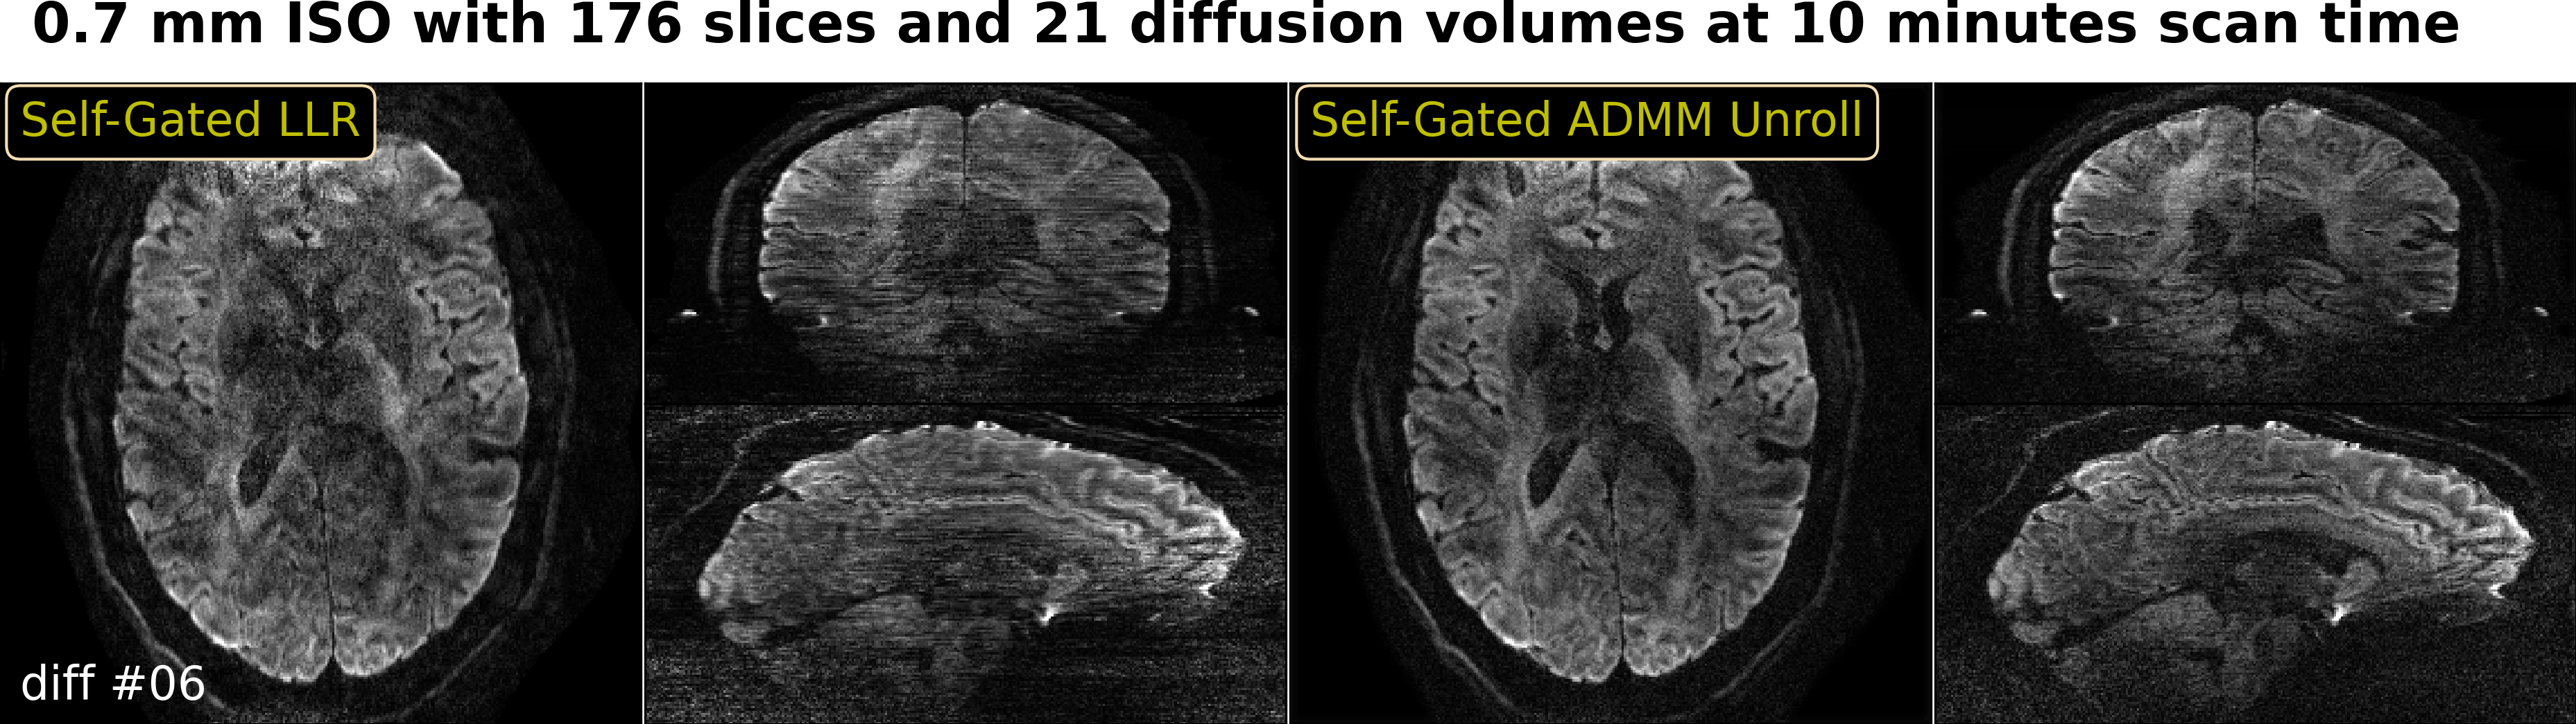 0.7 mm ISO with 176 slices and 21 diffusion volumes at 10 minutes scan time
Self-Gated LLR
Self-Gated ADMM Unroll
diff #06